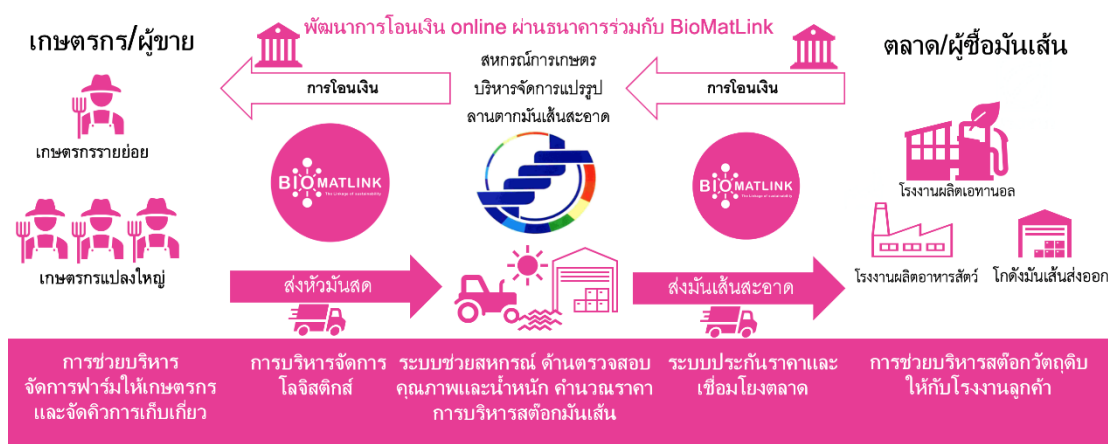 พัฒนาการโอนเงิน online ผ่านธนาคารร่วมกับ BioMatLink
เกษตรกร/ผู้ขาย
สหกรณ์การเกษตร
บริหารจัดการแปรรูป
ลานตากมันเส้นสะอาด
ตลาด/ผู้ซื้อมันเส้น
การโอนเงิน
การโอนเงิน
เกษตรกรรายย่อย
BIOMATLINK
The Linkage of sustainability
BIOMATLINK
The Linkage of sustainability
โรงงานผลิตเอทานอล
เกษตรกรแปลงใหญ่
ส่งหัวมันสด
ส่งมันเส้นสะอาด
โรงงานผลิตอาหารสัตว์
โกดังมันเส้นส่งออก
การช่วยบริหาร
จัดการฟาร์มให้เกษตรกร
และจัดคิวการเก็บเกี่ยว
การบริหารจัดการ
โลจิสติกส์
ระบบช่วยสหกรณ์ ด้านตรวจสอบ
คุณภาพและน้ำหนัก คำนวณราคา
การบริหารสต๊อกมันเส้น
ระบบประกันราคาและ
เชื่อมโยงตลาด
การช่วยบริหารสต๊อกวัตถุดิบ
ให้กับโรงงานลูกค้า